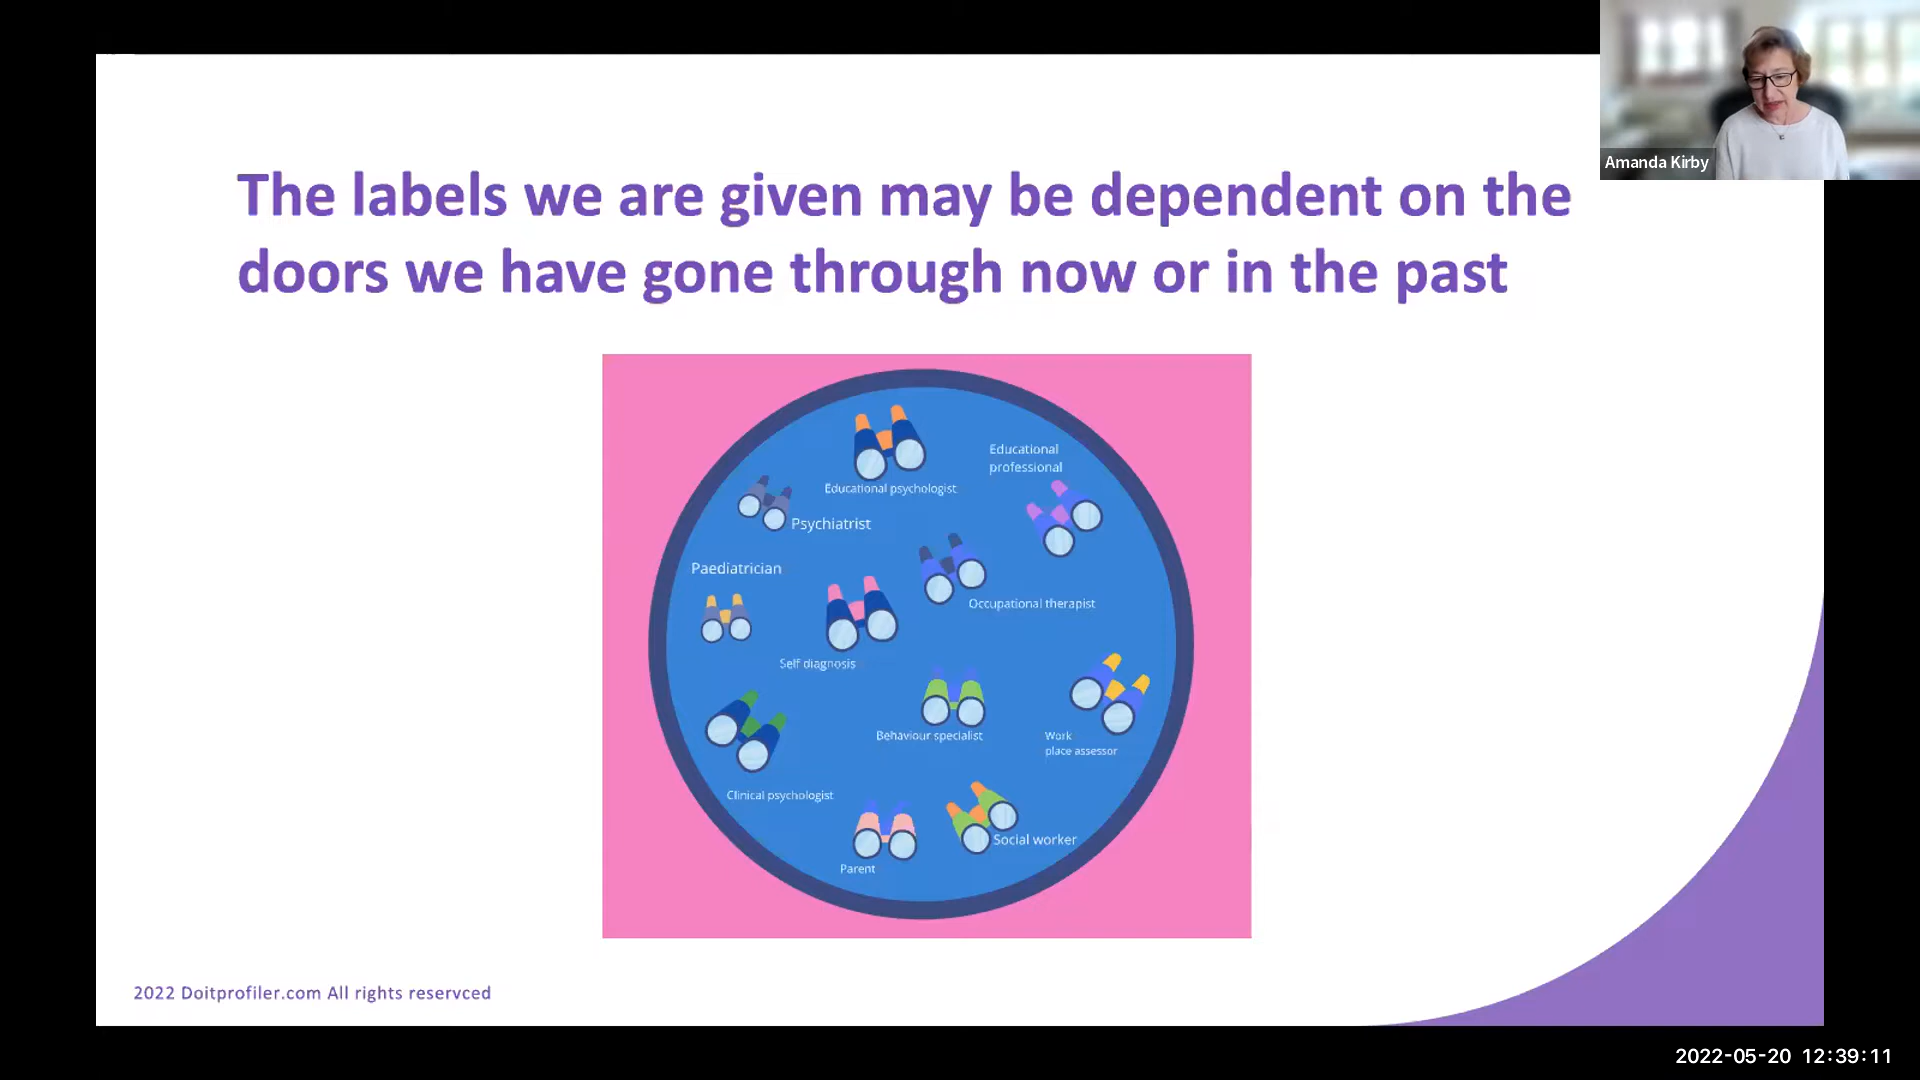 Amanda Kirby
The labels we are given may be dependent on the
doors we have gone through now or in the past
Educational
professional
Educational psychologist
Psychiatrist
Paediatrician
Occupational therapist
Self diagnosis
Behaviour specialist
Work
place assessor
Clinical psychologist
Social worker
Parent
2022 Doitprofiler.com All rights reservced
2022-05-20 12:39:11